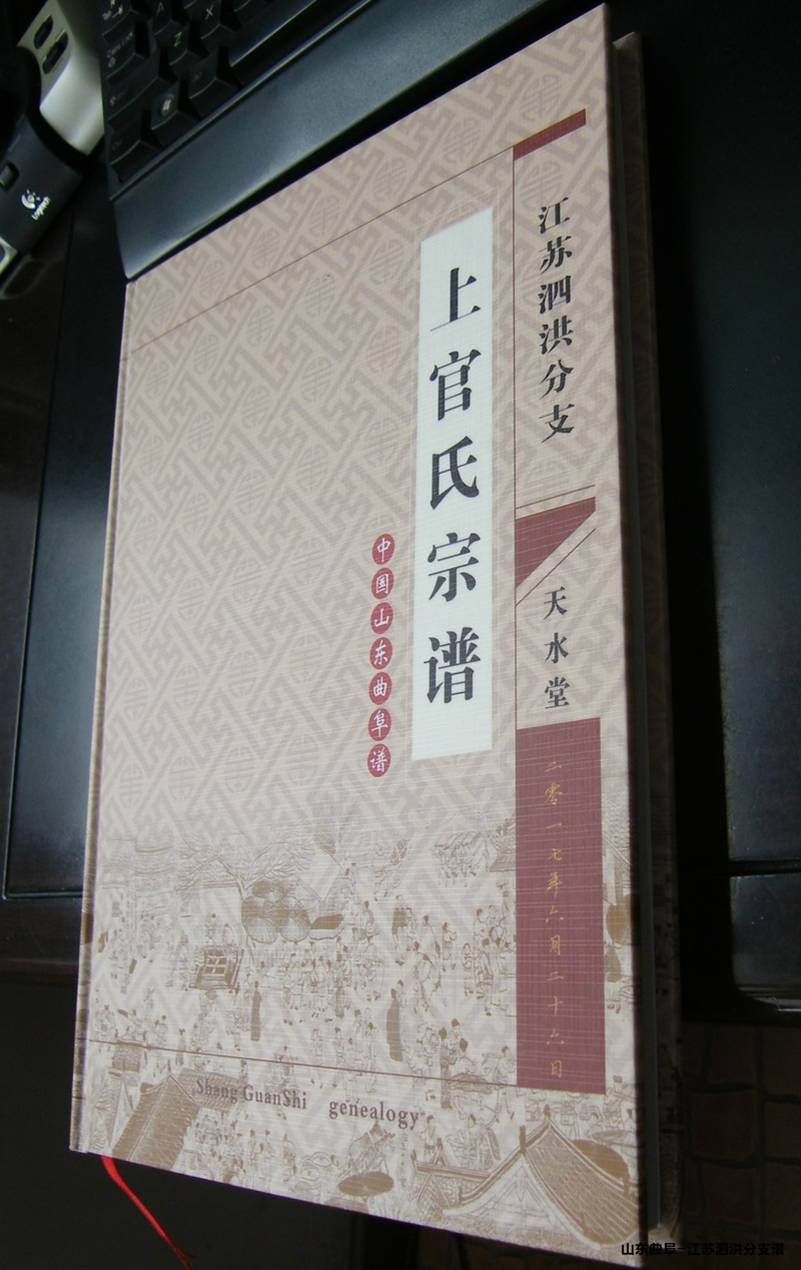 江苏泗洪分支
天水堂
二零一七年六月二十六日
上官氏宗谱
中国山东曲阜谱
Shang GuanShi genealogy
Logitech
山东曲阜-江苏泗洪分支谱